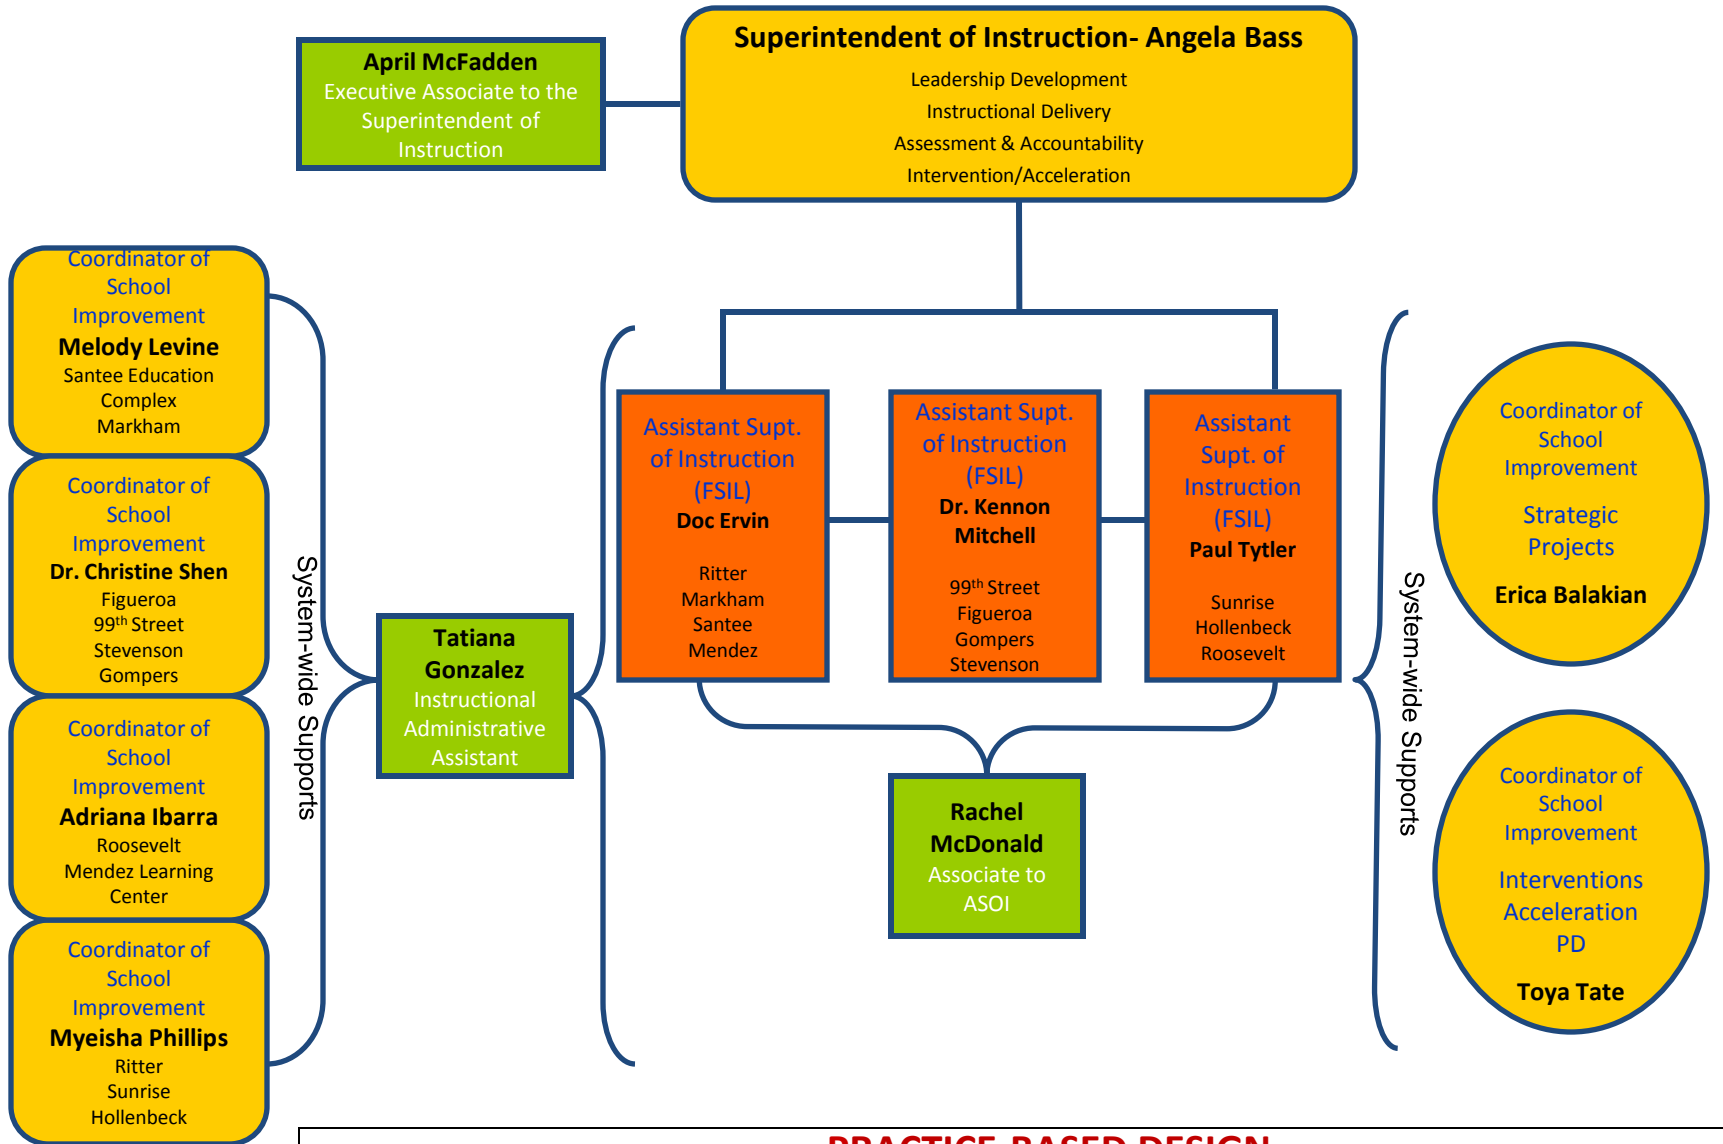 Superintendent of Instruction- Angela Bass
Leadership Development
Instructional Delivery
Assessment & Accountability
Intervention/Acceleration
April McFadden
Executive Associate to the
Superintendent of
Instruction
Coordinator of
School
Improvement
Melody Levine
Santee Education
Complex
Markham
Coordinator of
School
Improvement
Dr. Christine Shen
Figueroa
99th Street
Stevenson
Gompers
Coordinator of
School
Improvement
Adriana Ibarra
Roosevelt
Mendez Learning
Center
Coordinator of
School
Improvement
Myeisha Phillips
Ritter
Sunrise
Hollenbeck
System-wide Supports
Tatiana
Gonzalez
Instructional
Administrative
Assistant
Assistant Supt.
of Instruction
(FSIL)
Doc Ervin
Ritter
Markham
Santee
Mendez
Assistant Supt.
of Instruction
(FSIL)
Dr. Kennon
Mitchell
99th Street
Figueroa
Gompers
Stevenson
Assistant
Supt. of
Instruction
(FSIL)
Paul Tytler
Sunrise
Hollenbeck
Roosevelt
Rachel
McDonald
Associate to
ASOI
System-wide Supports
Coordinator of
School
Improvement
Strategic
Projects
Erica Balakian
Coordinator of
School
Improvement
Interventions
Acceleration
PD
Toya Tate
PRACTICE-BASED DESIGN